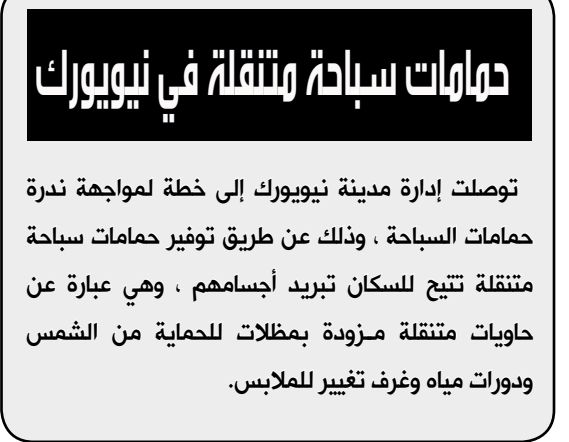 حمامات سباحة متنقلة في نيويورك
توصلت إدارة مدينة نيويورك إلى خطة لمواجهة ندرة
حمامات السباحة ، وذلك عن طريق توفير حمامات سباحة
متنقلة تتيح للسكان تبريد أجسامهم ، وهي عبارة عن
حاويات متنقلة مـزودة بمظلات للحماية من الشمس
ودورات مياه وغرف تغيير للملابس.